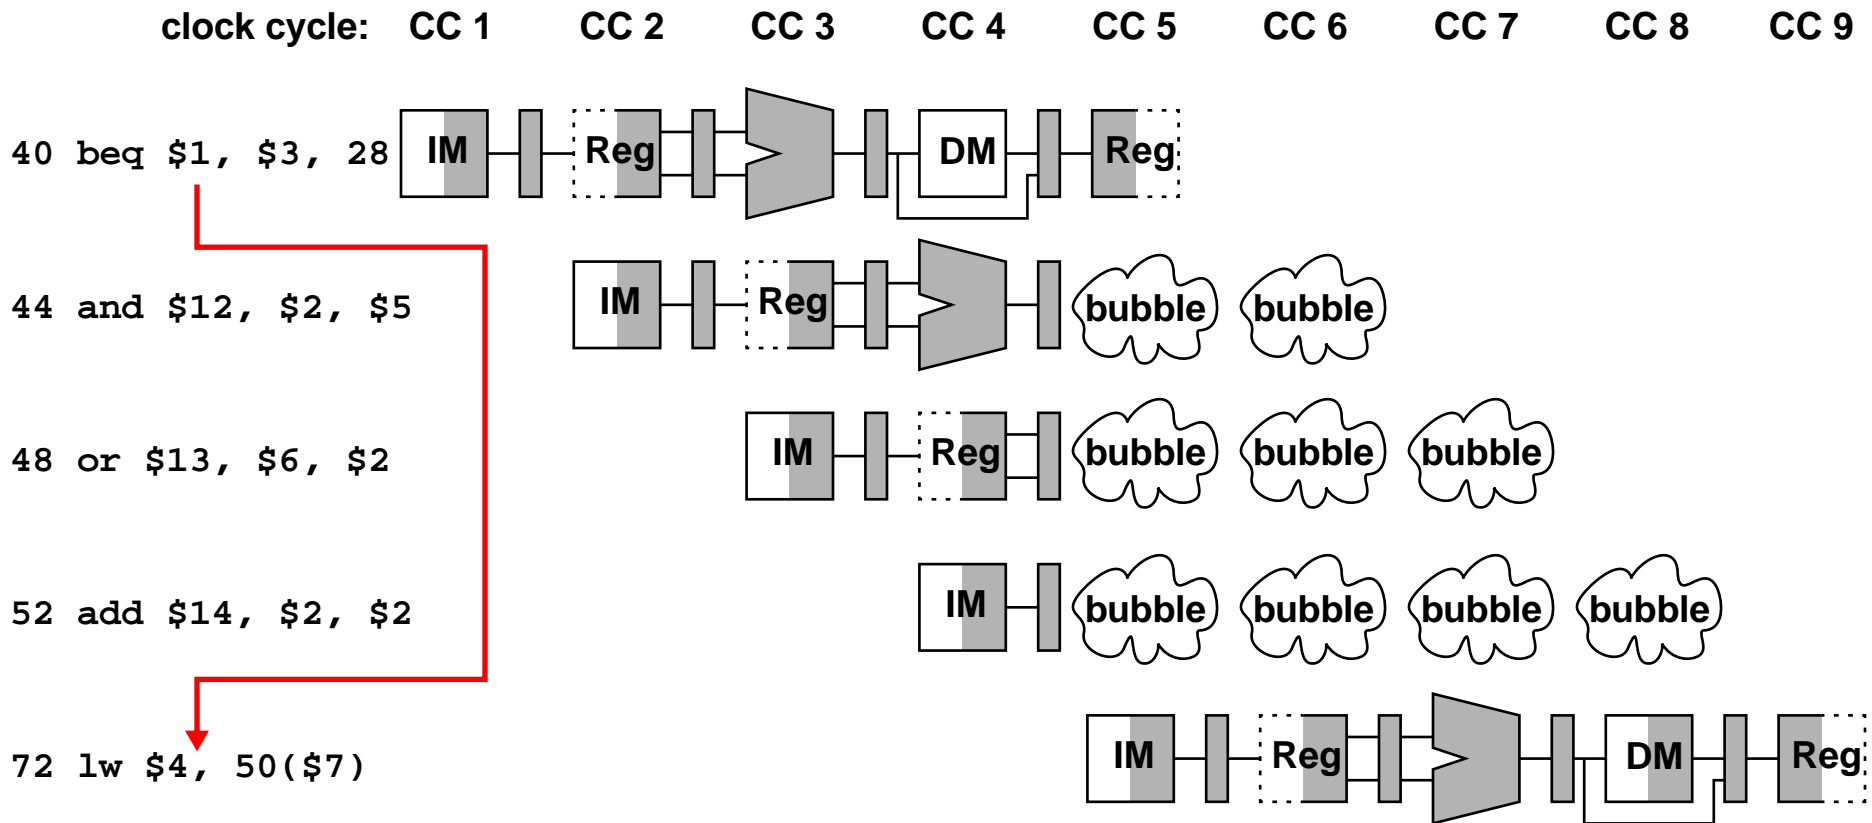 clock cycle: CC 1 CC 2 CC 3 CC 4 CC 5 CC 6 CC 7 CC 8 CC 9
40 beq $1, $3, 28 IM Reg DM Reg
44 and $12, $2, $5 IM Reg bubble bubble
48 or $13, $6, $2 IM Reg bubble bubble bubble
52 add $14, $2, $2 IM bubble bubble bubble bubble
72 lw $4, 50($7) IM Reg DM Reg